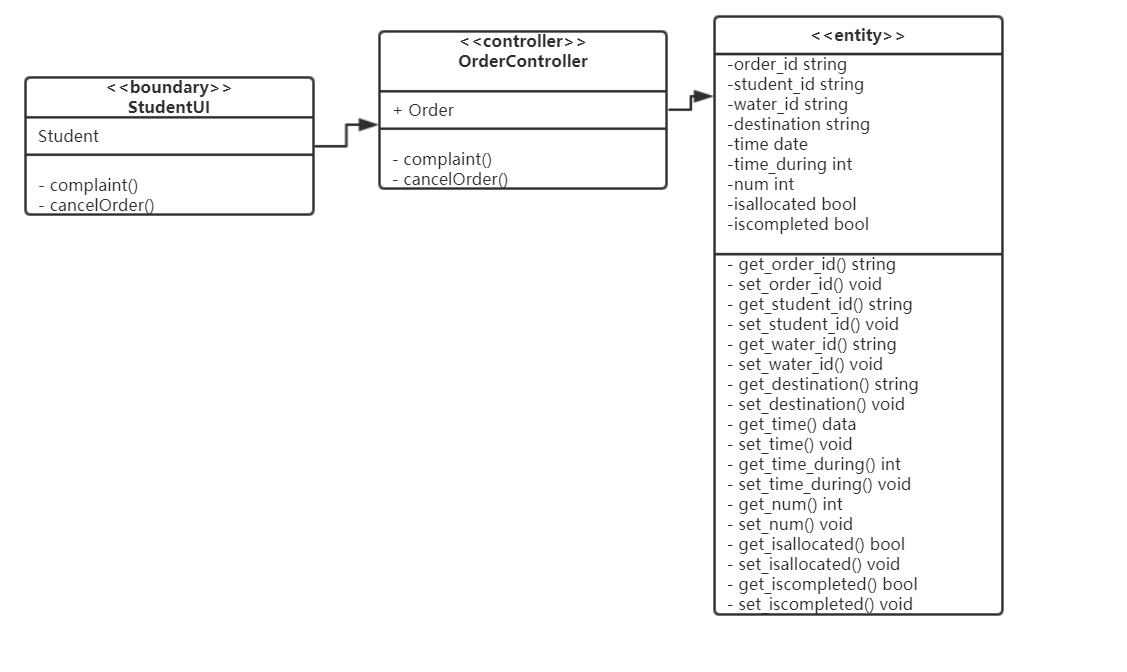 <<boundary>>
StudentUI
Student
- complaint()
- cancelOrder()
<<controller>>
OrderController
+ Order
- complaint()
- cancelOrder()
<<entity>>
-order_id string
-student_id string
-water_id string
-destination string
-time date
-time_during int
-num int
-isallocated bool
-iscompleted bool
- get_order_id() string
- set_order_id() void
- get_student_id() string
- set_student_id() void
- get_water_id() string
- set_water_id() void
- get_destination() string
- set_destination() void
- get_time() data
- set_time() void
- get_time_during() int
- set_time_during() void
- get_num() int
- set_num() void
- get_isallocated() bool
- set_isallocated() void
- get_iscompleted() bool
- set_iscompleted() void